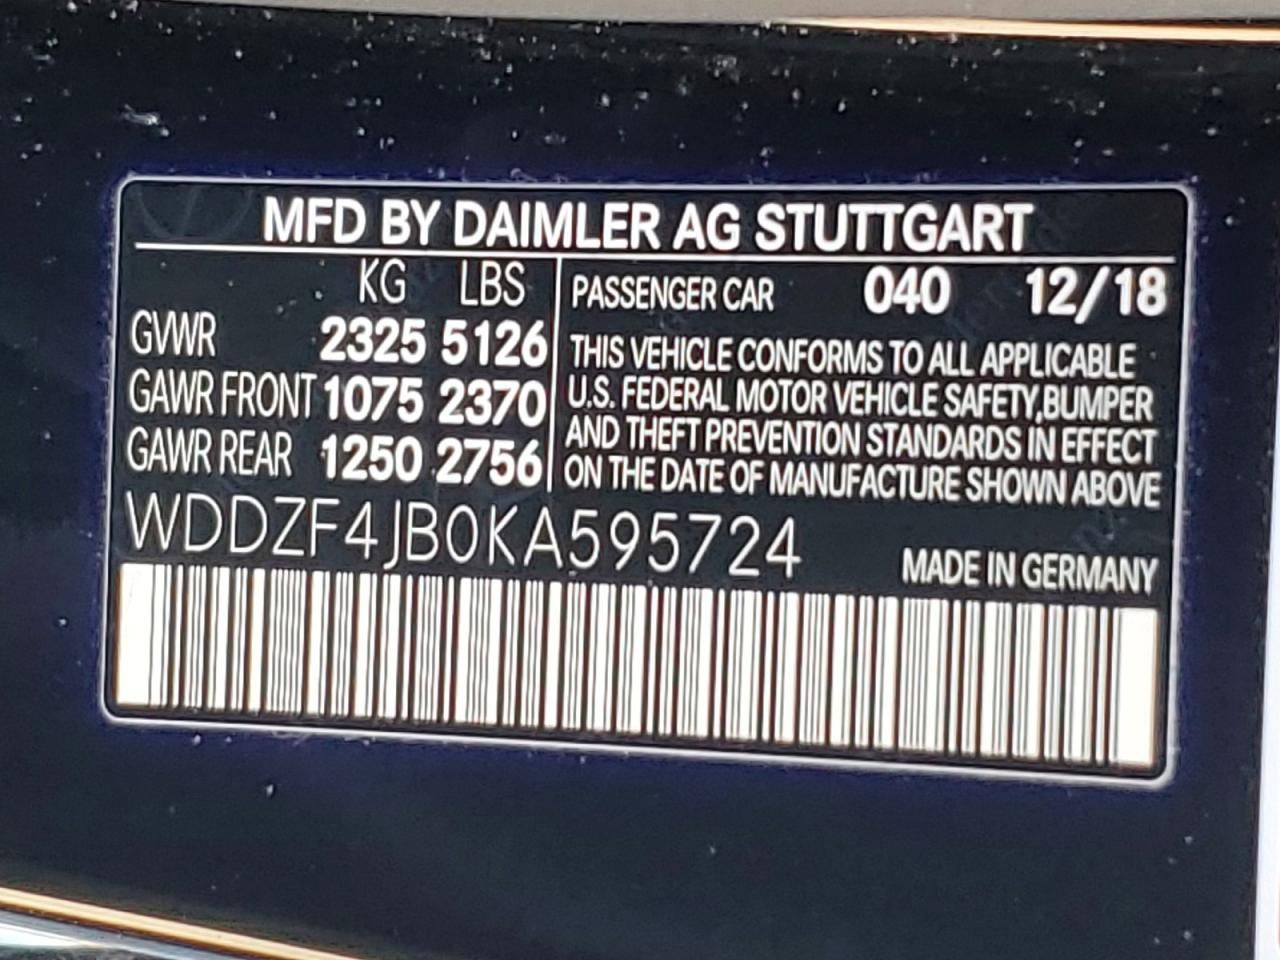 MFD BY DAIMLER AG STUTTGART
KG LBS
GVWR 2325 5126
GAWR FRONT 1075 2370
GAWR REAR 1250 2756
PASSENGER CAR 040 12/18
THIS VEHICLE CONFORMS TO ALL APPLICABLE
U.S. FEDERAL MOTOR VEHICLE SAFETY,BUMPER
AND THEFT PREVENTION STANDARDS IN EFFECT
ON THE DATE OF MANUFACTURE SHOWN ABOVE
WDDZF4JB0KA595724
MADE IN GERMANY